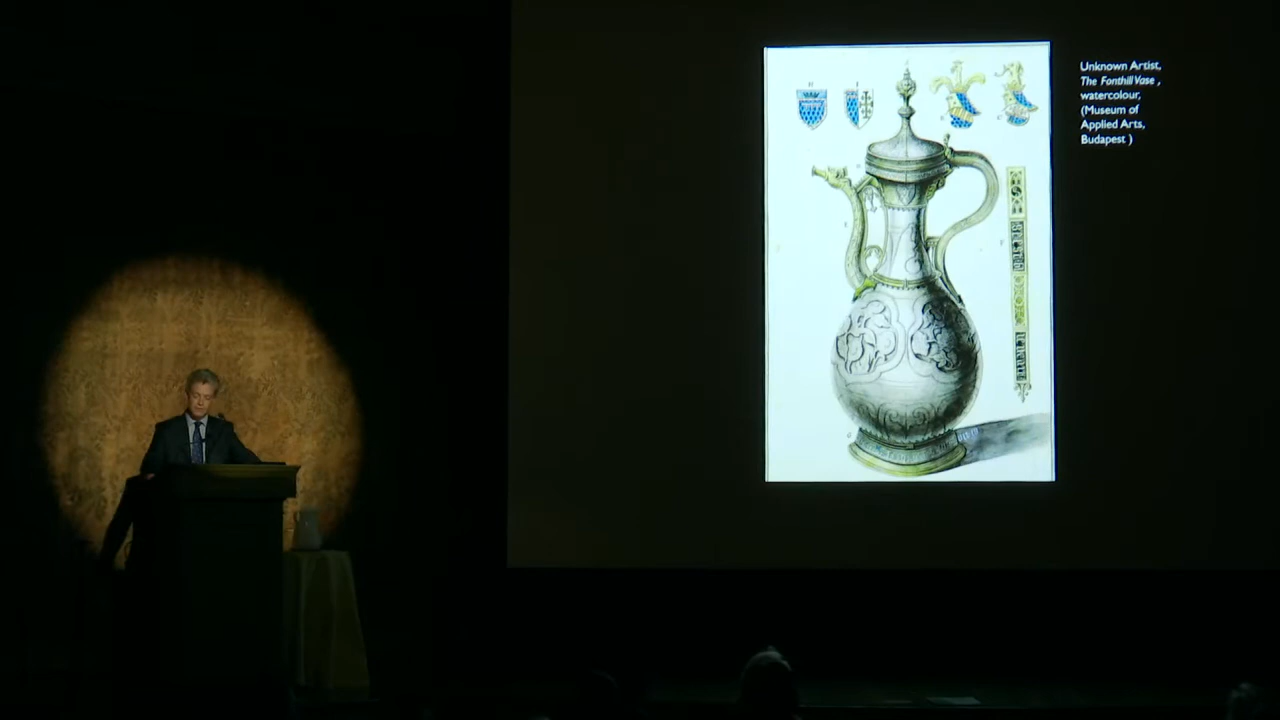 Unknown Artist,
The Fonthill Vase ,
watercolour,
(Museum of
Applied Arts,
Budapest )